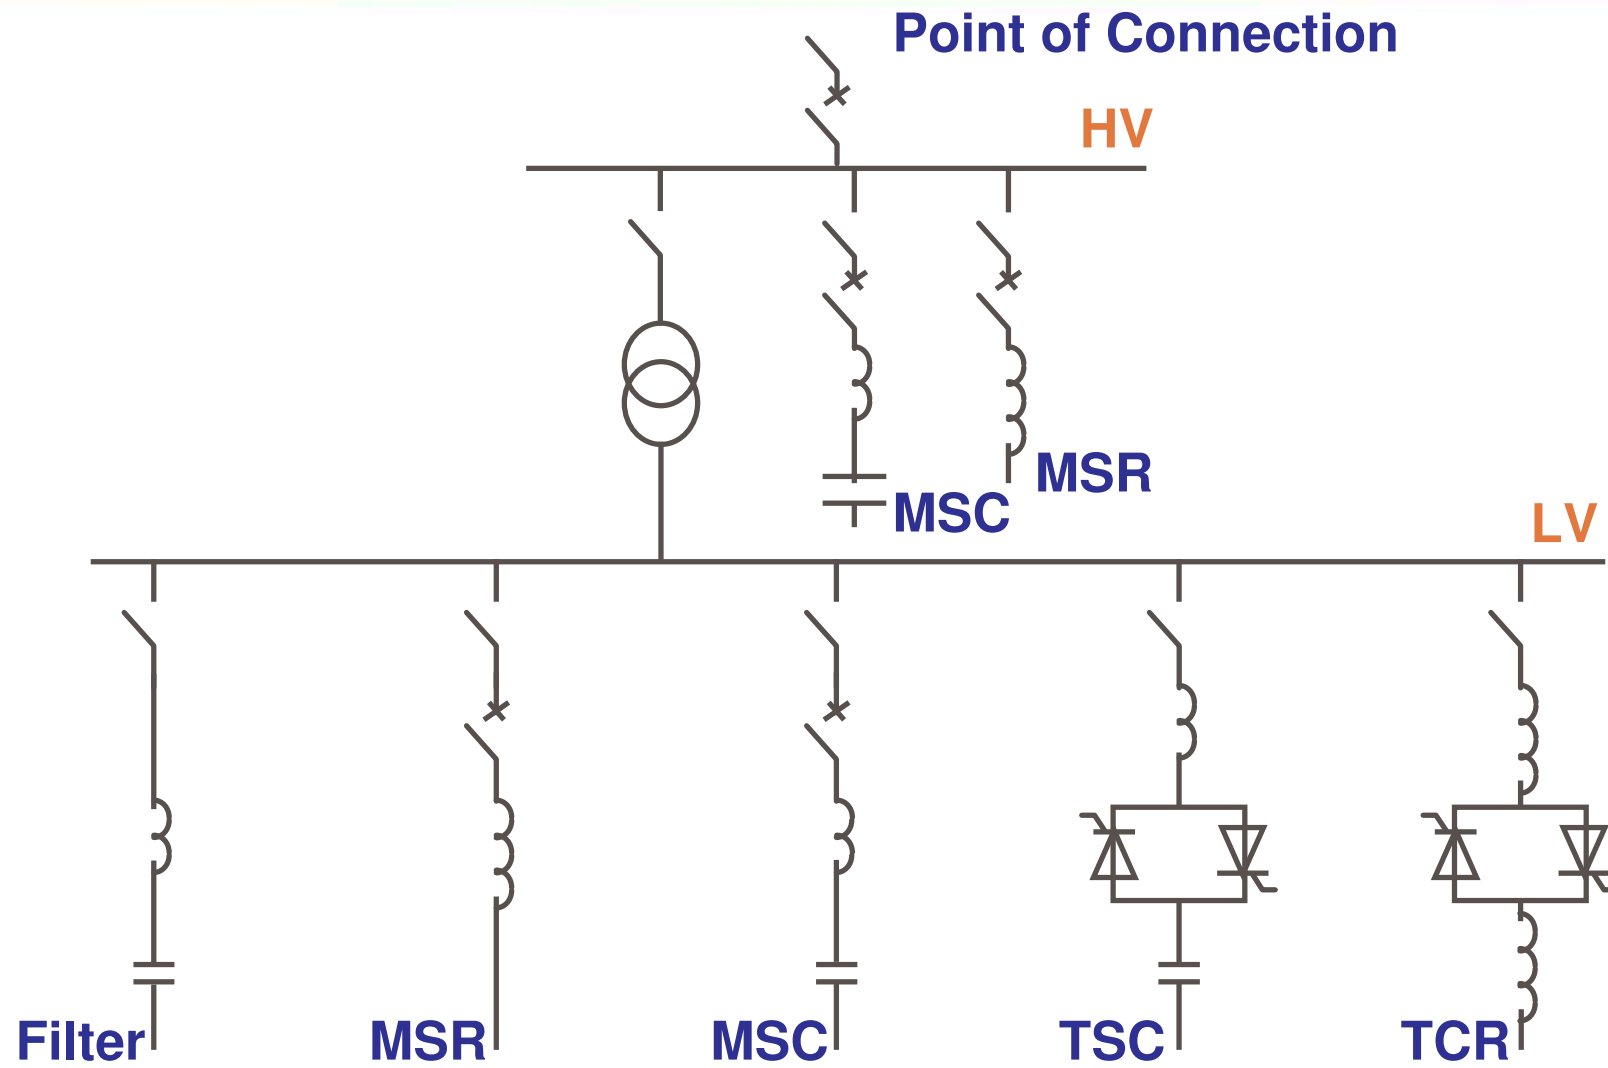 Point of Connection
HV
MSR
MSC
LV
Filter
MSR
MSC
TSC
TCR